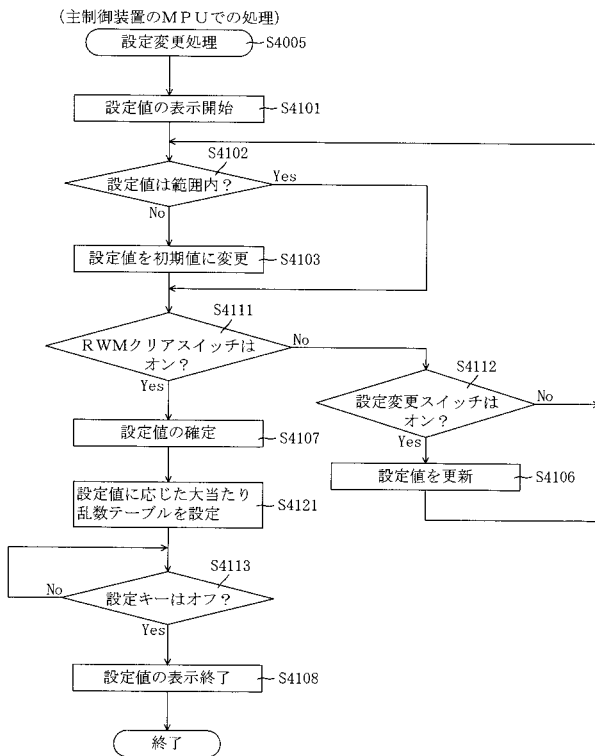 (主制御装置のMPUでの処理)
設定変更処理
S4005
設定値の表示開始
S4101
S4102
設定値は範囲内？
Yes
No
設定値を初期値に変更
S4103
S4111
RWMクリアスイッチは
オン？
No
Yes
S4112
設定変更スイッチは
オン？
No
Yes
設定値の確定
S4107
設定値を更新
S4106
設定値に応じた大当たり
乱数テーブルを設定
S4121
S4113
設定キーはオフ？
No
Yes
設定値の表示終了
S4108
終了